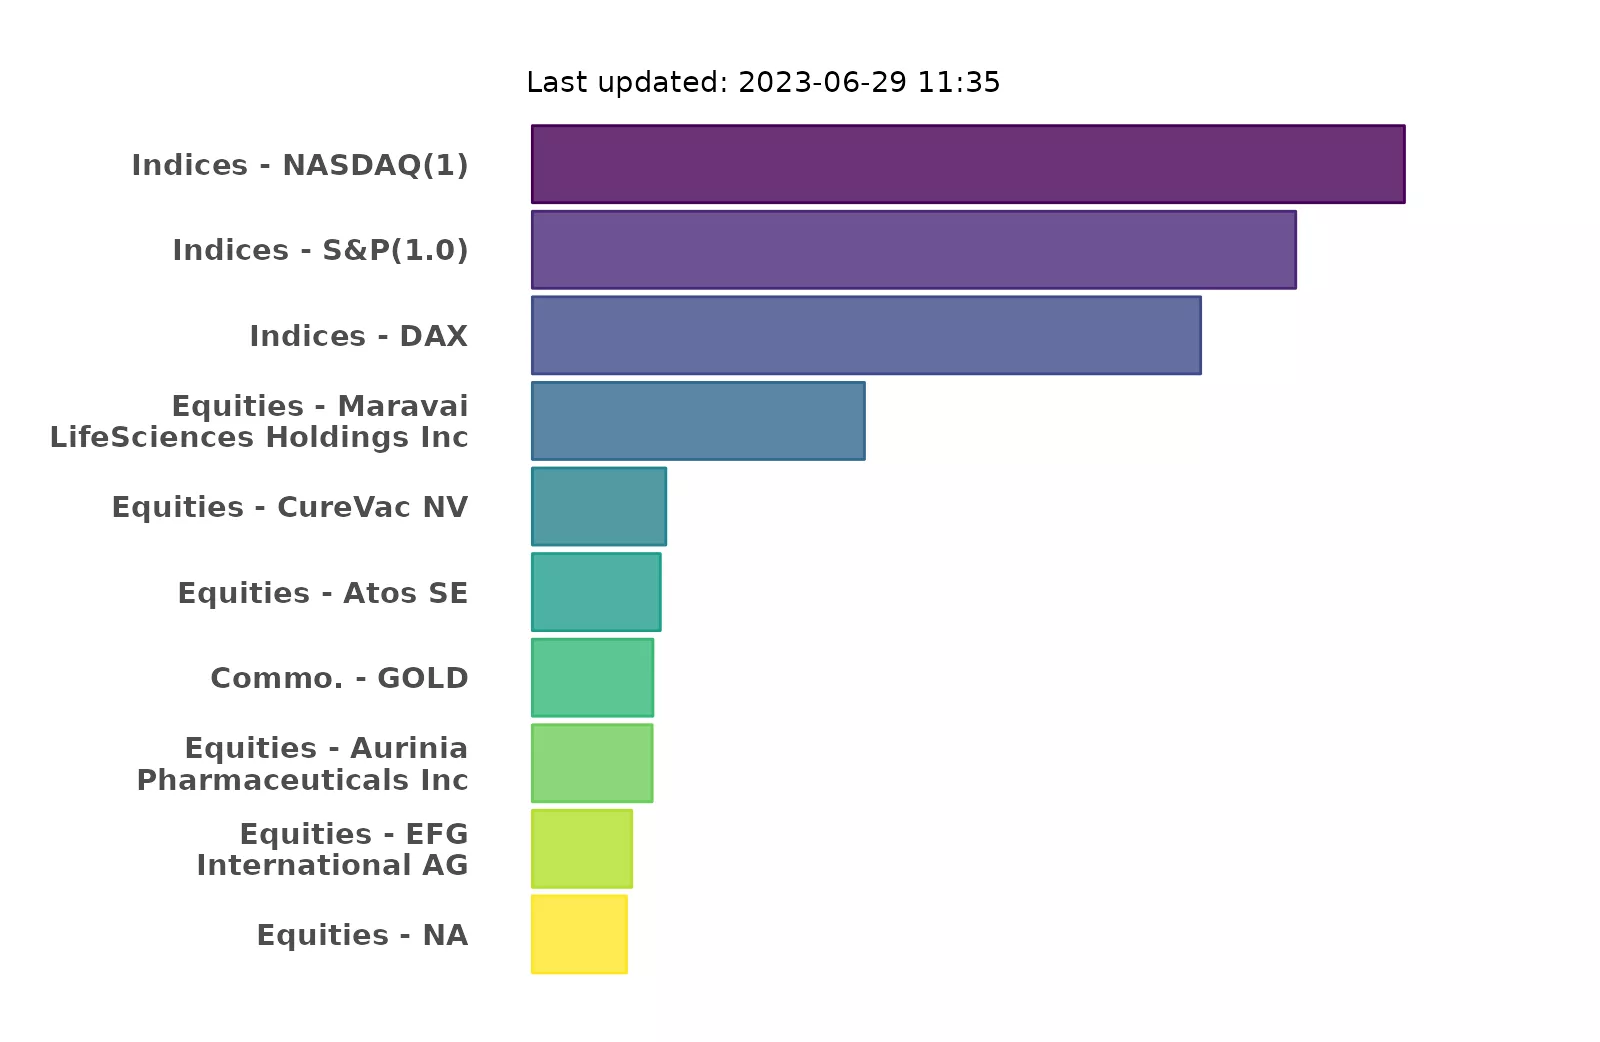 Last updated: 2023-06-29 11:35
Indices - NASDAQ(1)
Indices - S&P(1.0)
Indices - DAX
Equities - Maravai
LifeSciences Holdings Inc
Equities - CureVac NV
Equities - Atos SE
Commo. - GOLD
Equities - Aurinia
Pharmaceuticals Inc
Equities - EFG
International AG
Equities - NA